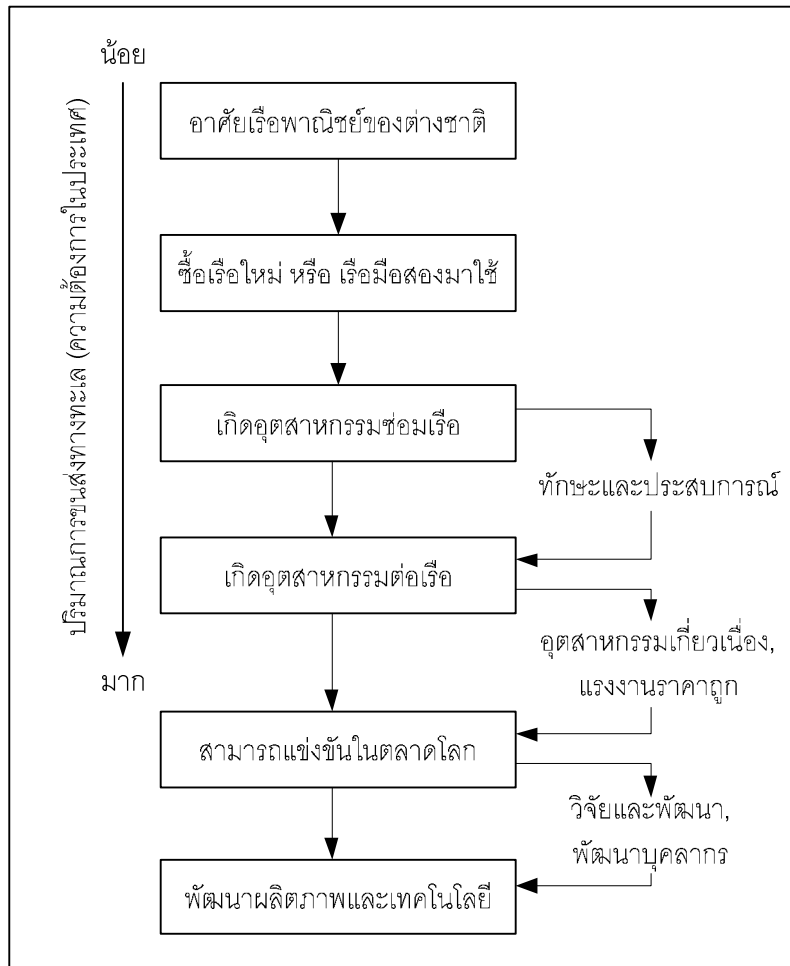 น้อย
ปริมาณการขนส่งทางทะเล (ความต้องการในประเทศ)
มาก
อาศัยเรือพาณิชย์ของต่างชาติ
ซื้อเรือใหม่ หรือ เรือมือสองมาใช้
เกิดอุตสาหกรรมซ่อมเรือ
ทักษะและประสบการณ์
เกิดอุตสาหกรรมต่อเรือ
อุตสาหกรรมเกี่ยวเนื่อง,
แรงงานราคาถูก
สามารถแข่งขันในตลาดโลก
วิจัยและพัฒนา,
พัฒนาบุคลากร
พัฒนาผลิตภาพและเทคโนโลยี